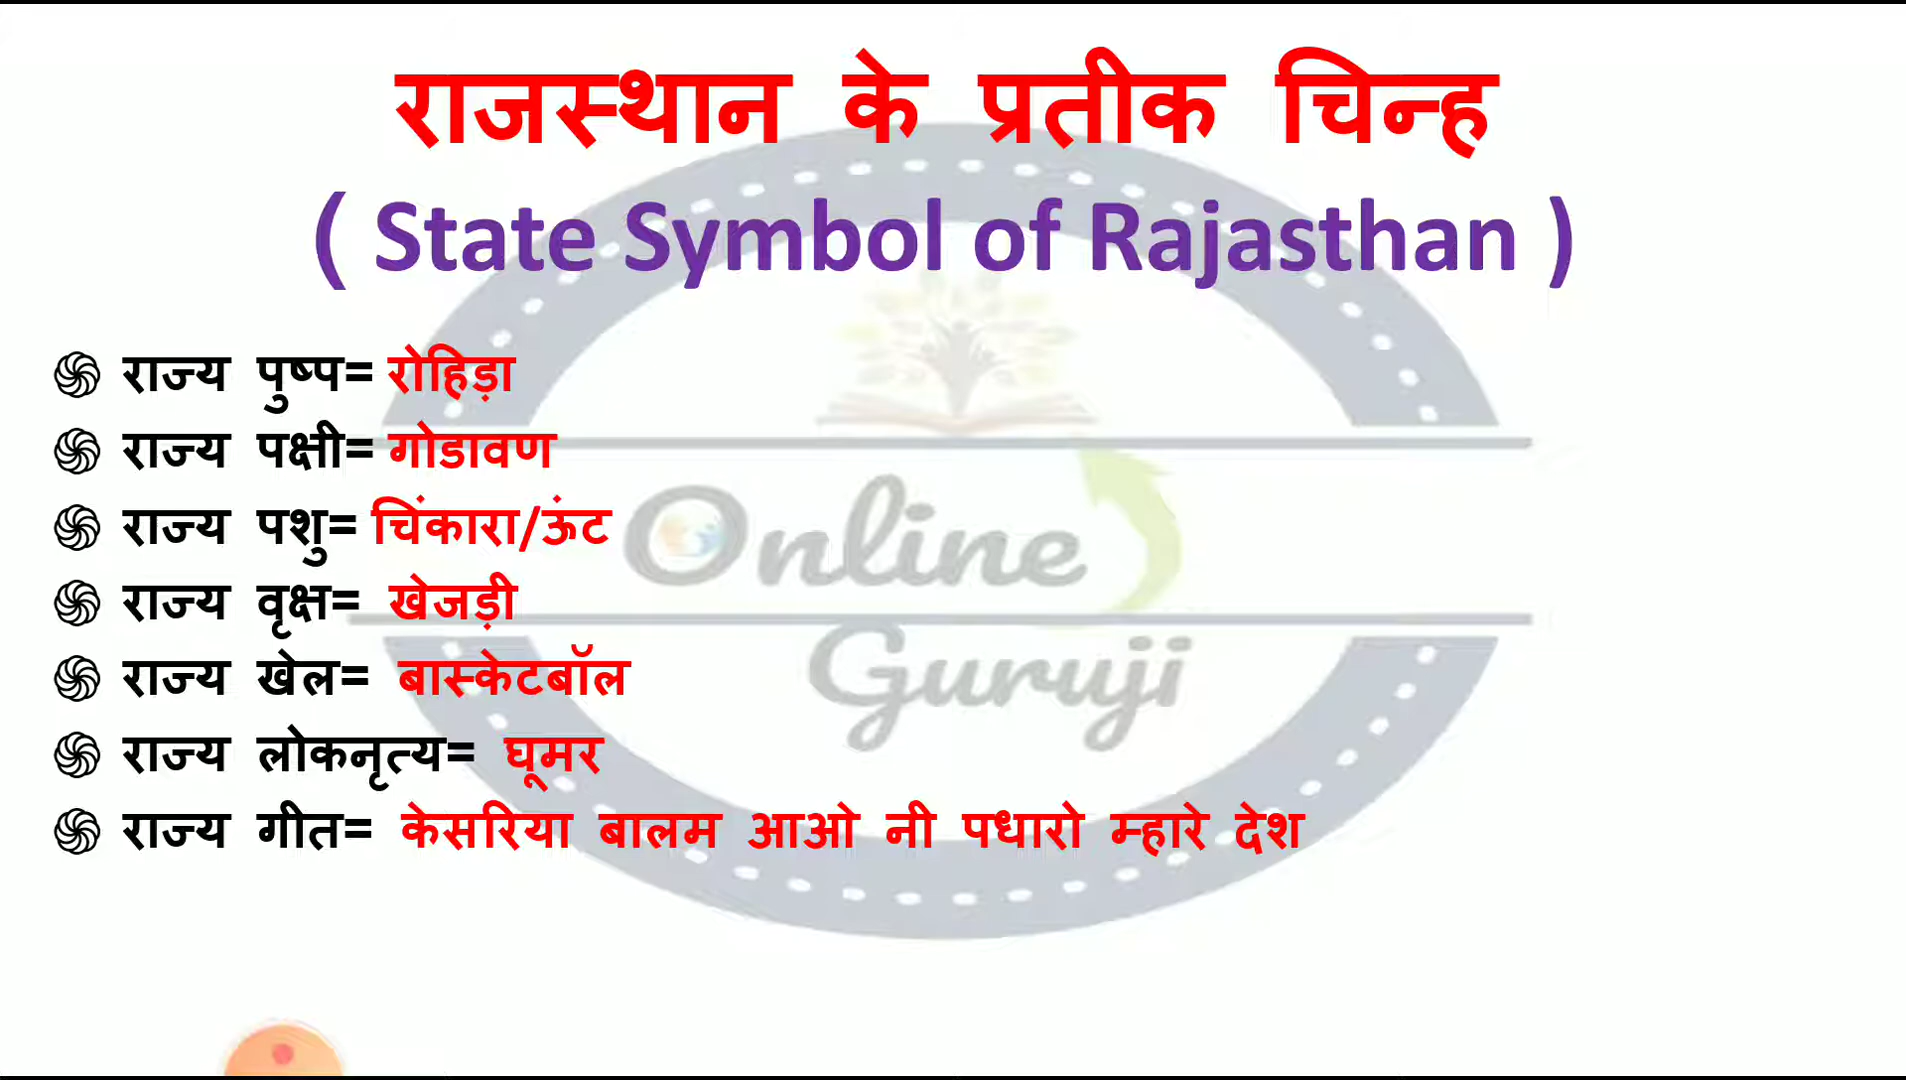 राजस्थान के प्रतीक चिन्ह
( State Symbol of Rajasthan )
राज्य पुष्प= रोहिड़ा
राज्य पक्षी= गोडावण
राज्य पशु= चिंकारा/ऊंट
राज्य वृक्ष= खेजड़ी
राज्य खेल= बास्केटबॉल
राज्य लोकनृत्य= घूमर
राज्य गीत= केसरिया बालम आओ नी पधारो म्हारे देश
Online
Guruji